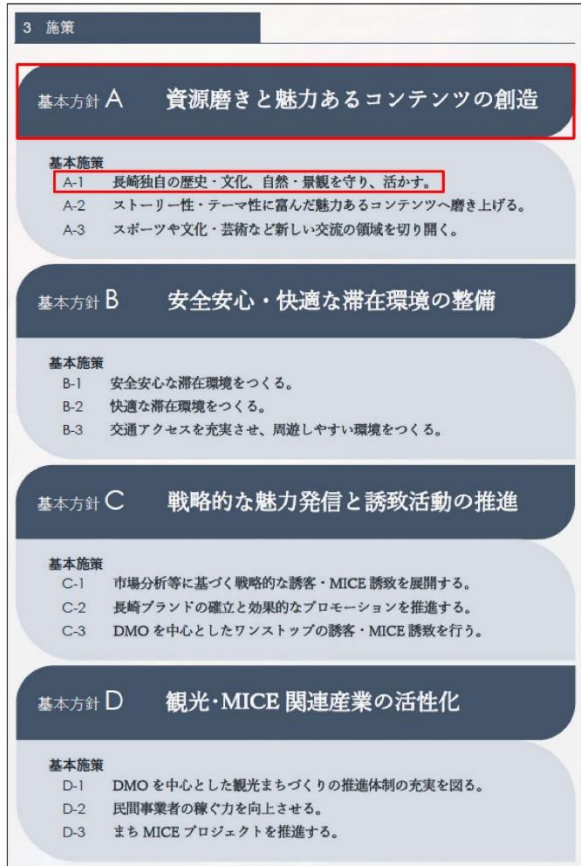 3 施策
基本方針 A 資源磨きと魅力あるコンテンツの創造
基本施策
A-1 長崎独自の歴史・文化、自然・景観を守り、活かす。
A-2 ストーリー性・テーマ性に富んだ魅力あるコンテンツへ磨き上げる。
A-3 スポーツや文化・芸術など新しい交流の領域を切り開く。
基本方針 B 安全安心・快適な滞在環境の整備
基本施策
B-1 安全安心な滞在環境をつくる。
B-2 快適な滞在環境をつくる。
B-3 交通アクセスを充実させ、周遊しやすい環境をつくる。
基本方針 C 戦略的な魅力発信と誘致活動の推進
基本施策
C-1 市場分析等に基づく戦略的な誘客・MICE 誘致を展開する。
C-2 長崎ブランドの確立と効果的なプロモーションを推進する。
C-3 DMO を中心としたワンストップの誘客・MICE 誘致を行う。
基本方針 D 観光・MICE 関連産業の活性化
基本施策
D-1 DMO を中心とした観光まちづくりの推進体制の充実を図る。
D-2 民間事業者の稼ぐ力を向上させる。
D-3 まち MICE プロジェクトを推進する。